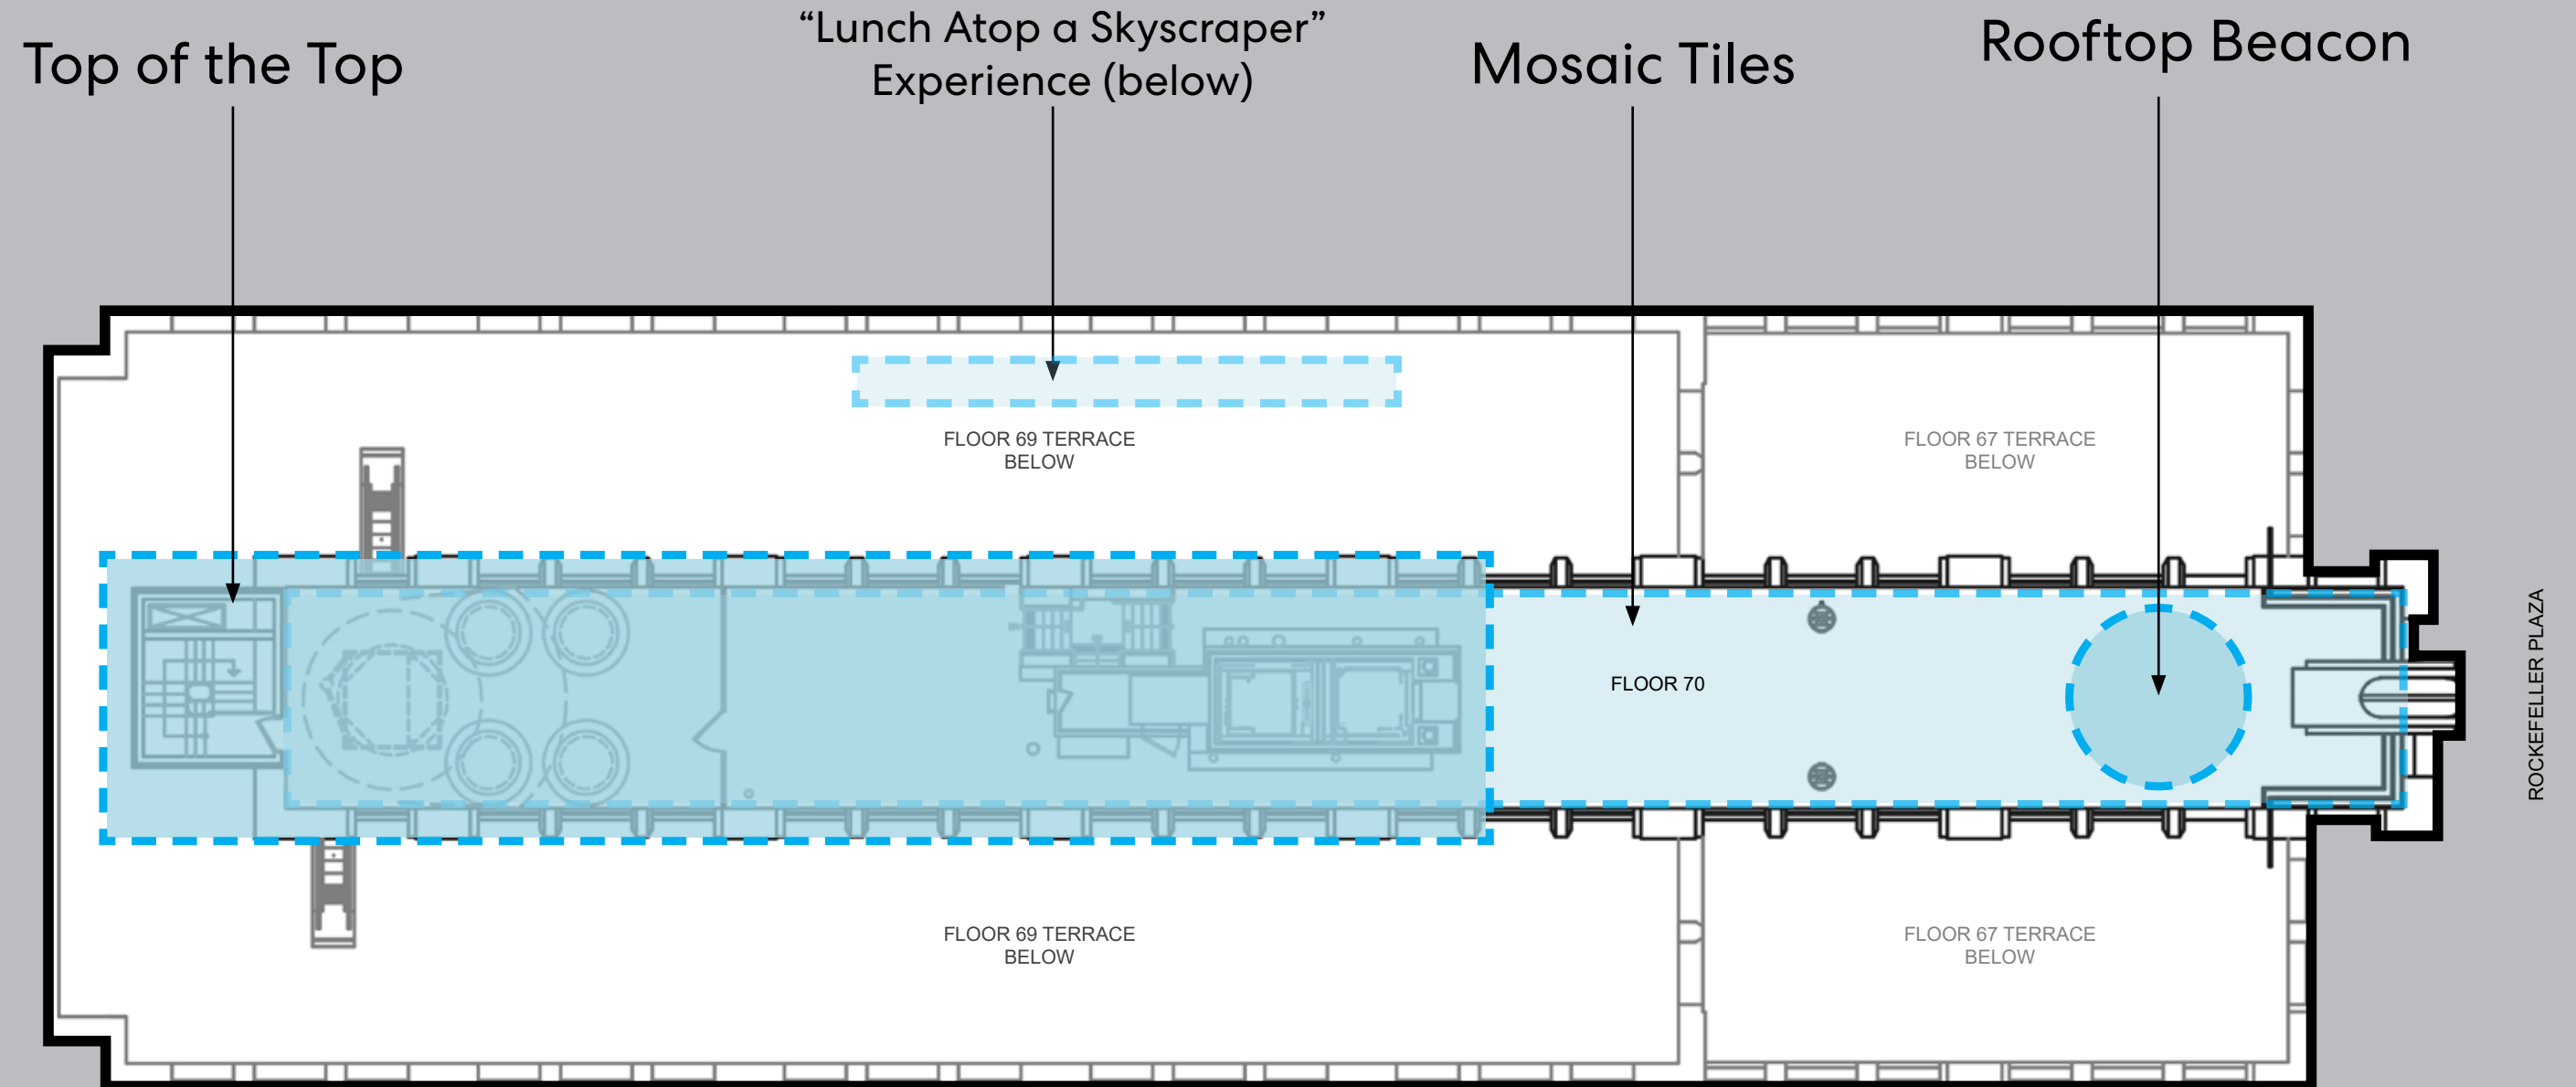 Top of the Top
“Lunch Atop a Skyscraper”
Experience (below)
Mosaic Tiles
Rooftop Beacon
FLOOR 69 TERRACE
BELOW
FLOOR 67 TERRACE
BELOW
FLOOR 70
ROCKEFELLER PLAZA
FLOOR 69 TERRACE
BELOW
FLOOR 67 TERRACE
BELOW